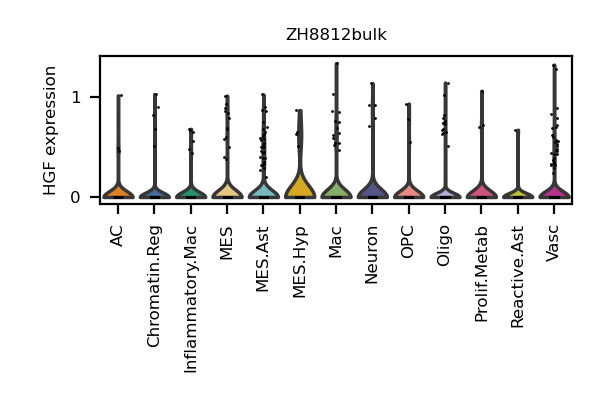 ZH8812bulk
HGF expression
1
0
AC
Chromatin.Reg
Inflammatory.Mac
MES
MES.Ast
MES.Hyp
Mac
Neuron
OPC
Oligo
Prolif.Metab
Reactive.Ast
Vasc